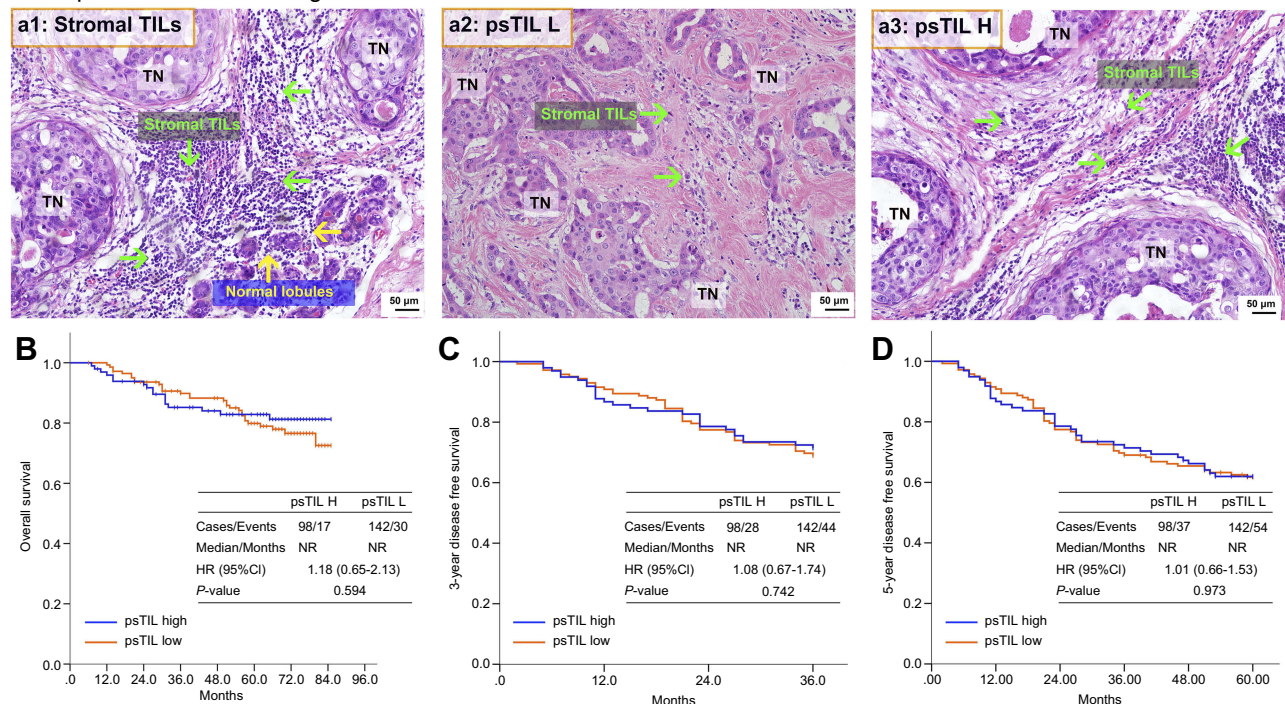 a1: Stromal TILs
TN
TN
Stromal TILs
TN
Normal lobules
50 µm
a2: psTIL L
TN
TN
Stromal TILs
TN
TN
50 µm
a3: psTIL H
TN
Stromal TILs
TN
TN
50 µm
B
Overall survival
1.0
0.8
0.6
0.4
0.2
0.0
psTIL H psTIL L
Cases/Events 98/17 142/30
Median/Months NR NR
HR (95%CI) 1.18 (0.65-2.13)
P-value 0.594
psTIL high
psTIL low
.0 12.0 24.0 36.0 48.0 60.0 72.0 84.0 96.0
Months
C
3-year disease free survival
1.0
0.8
0.6
0.4
0.2
0.0
psTIL H psTIL L
Cases/Events 98/28 142/44
Median/Months NR NR
HR (95%CI) 1.08 (0.67-1.74)
P-value 0.742
psTIL high
psTIL low
.0 12.0 24.0 36.0
Months
D
5-year disease free survival
1.0
0.8
0.6
0.4
0.2
0.0
psTIL H psTIL L
Cases/Events 98/37 142/54
Median/Months NR NR
HR (95%CI) 1.01 (0.66-1.53)
P-value 0.973
psTIL high
psTIL low
.00 12.00 24.00 36.00 48.00 60.00
Months